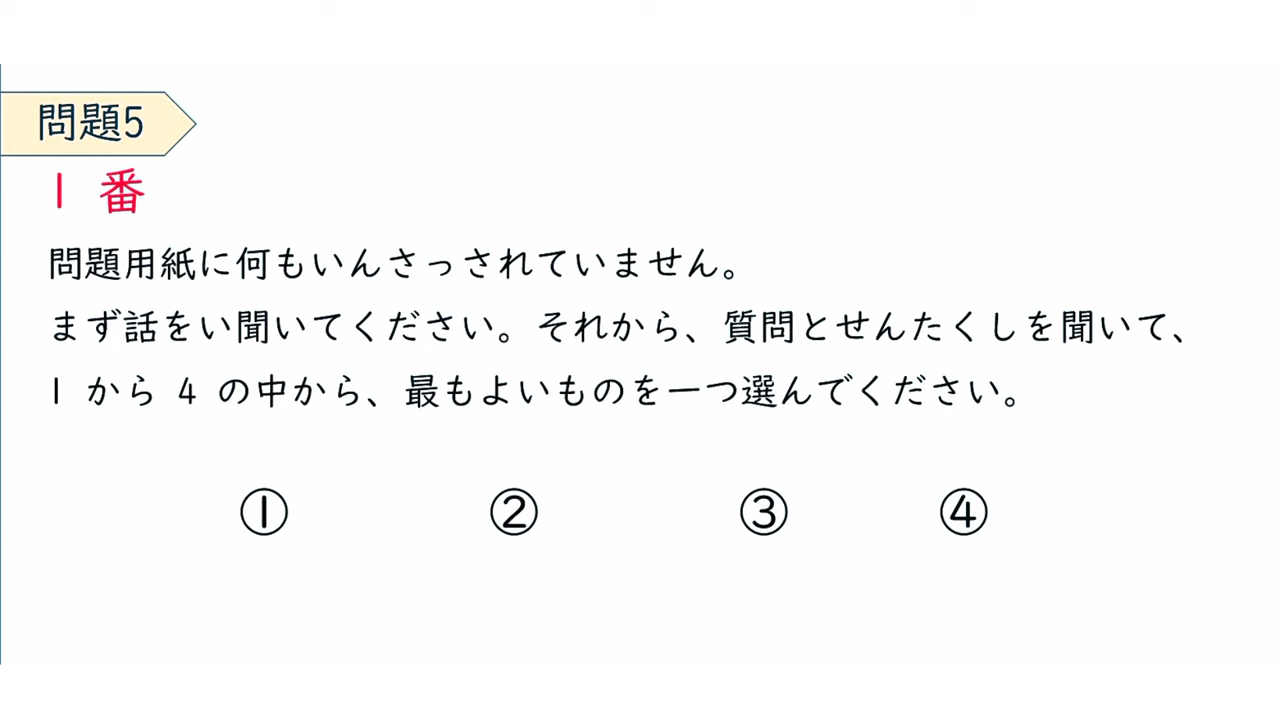 問題5
1 番
問題用紙に何もいんさっされていません。
まず話をい聞いてください。それから、質問とせんたくしを聞いて、
1 から 4 の中から、最もよいものを一つ選んでください。
① ② ③ ④